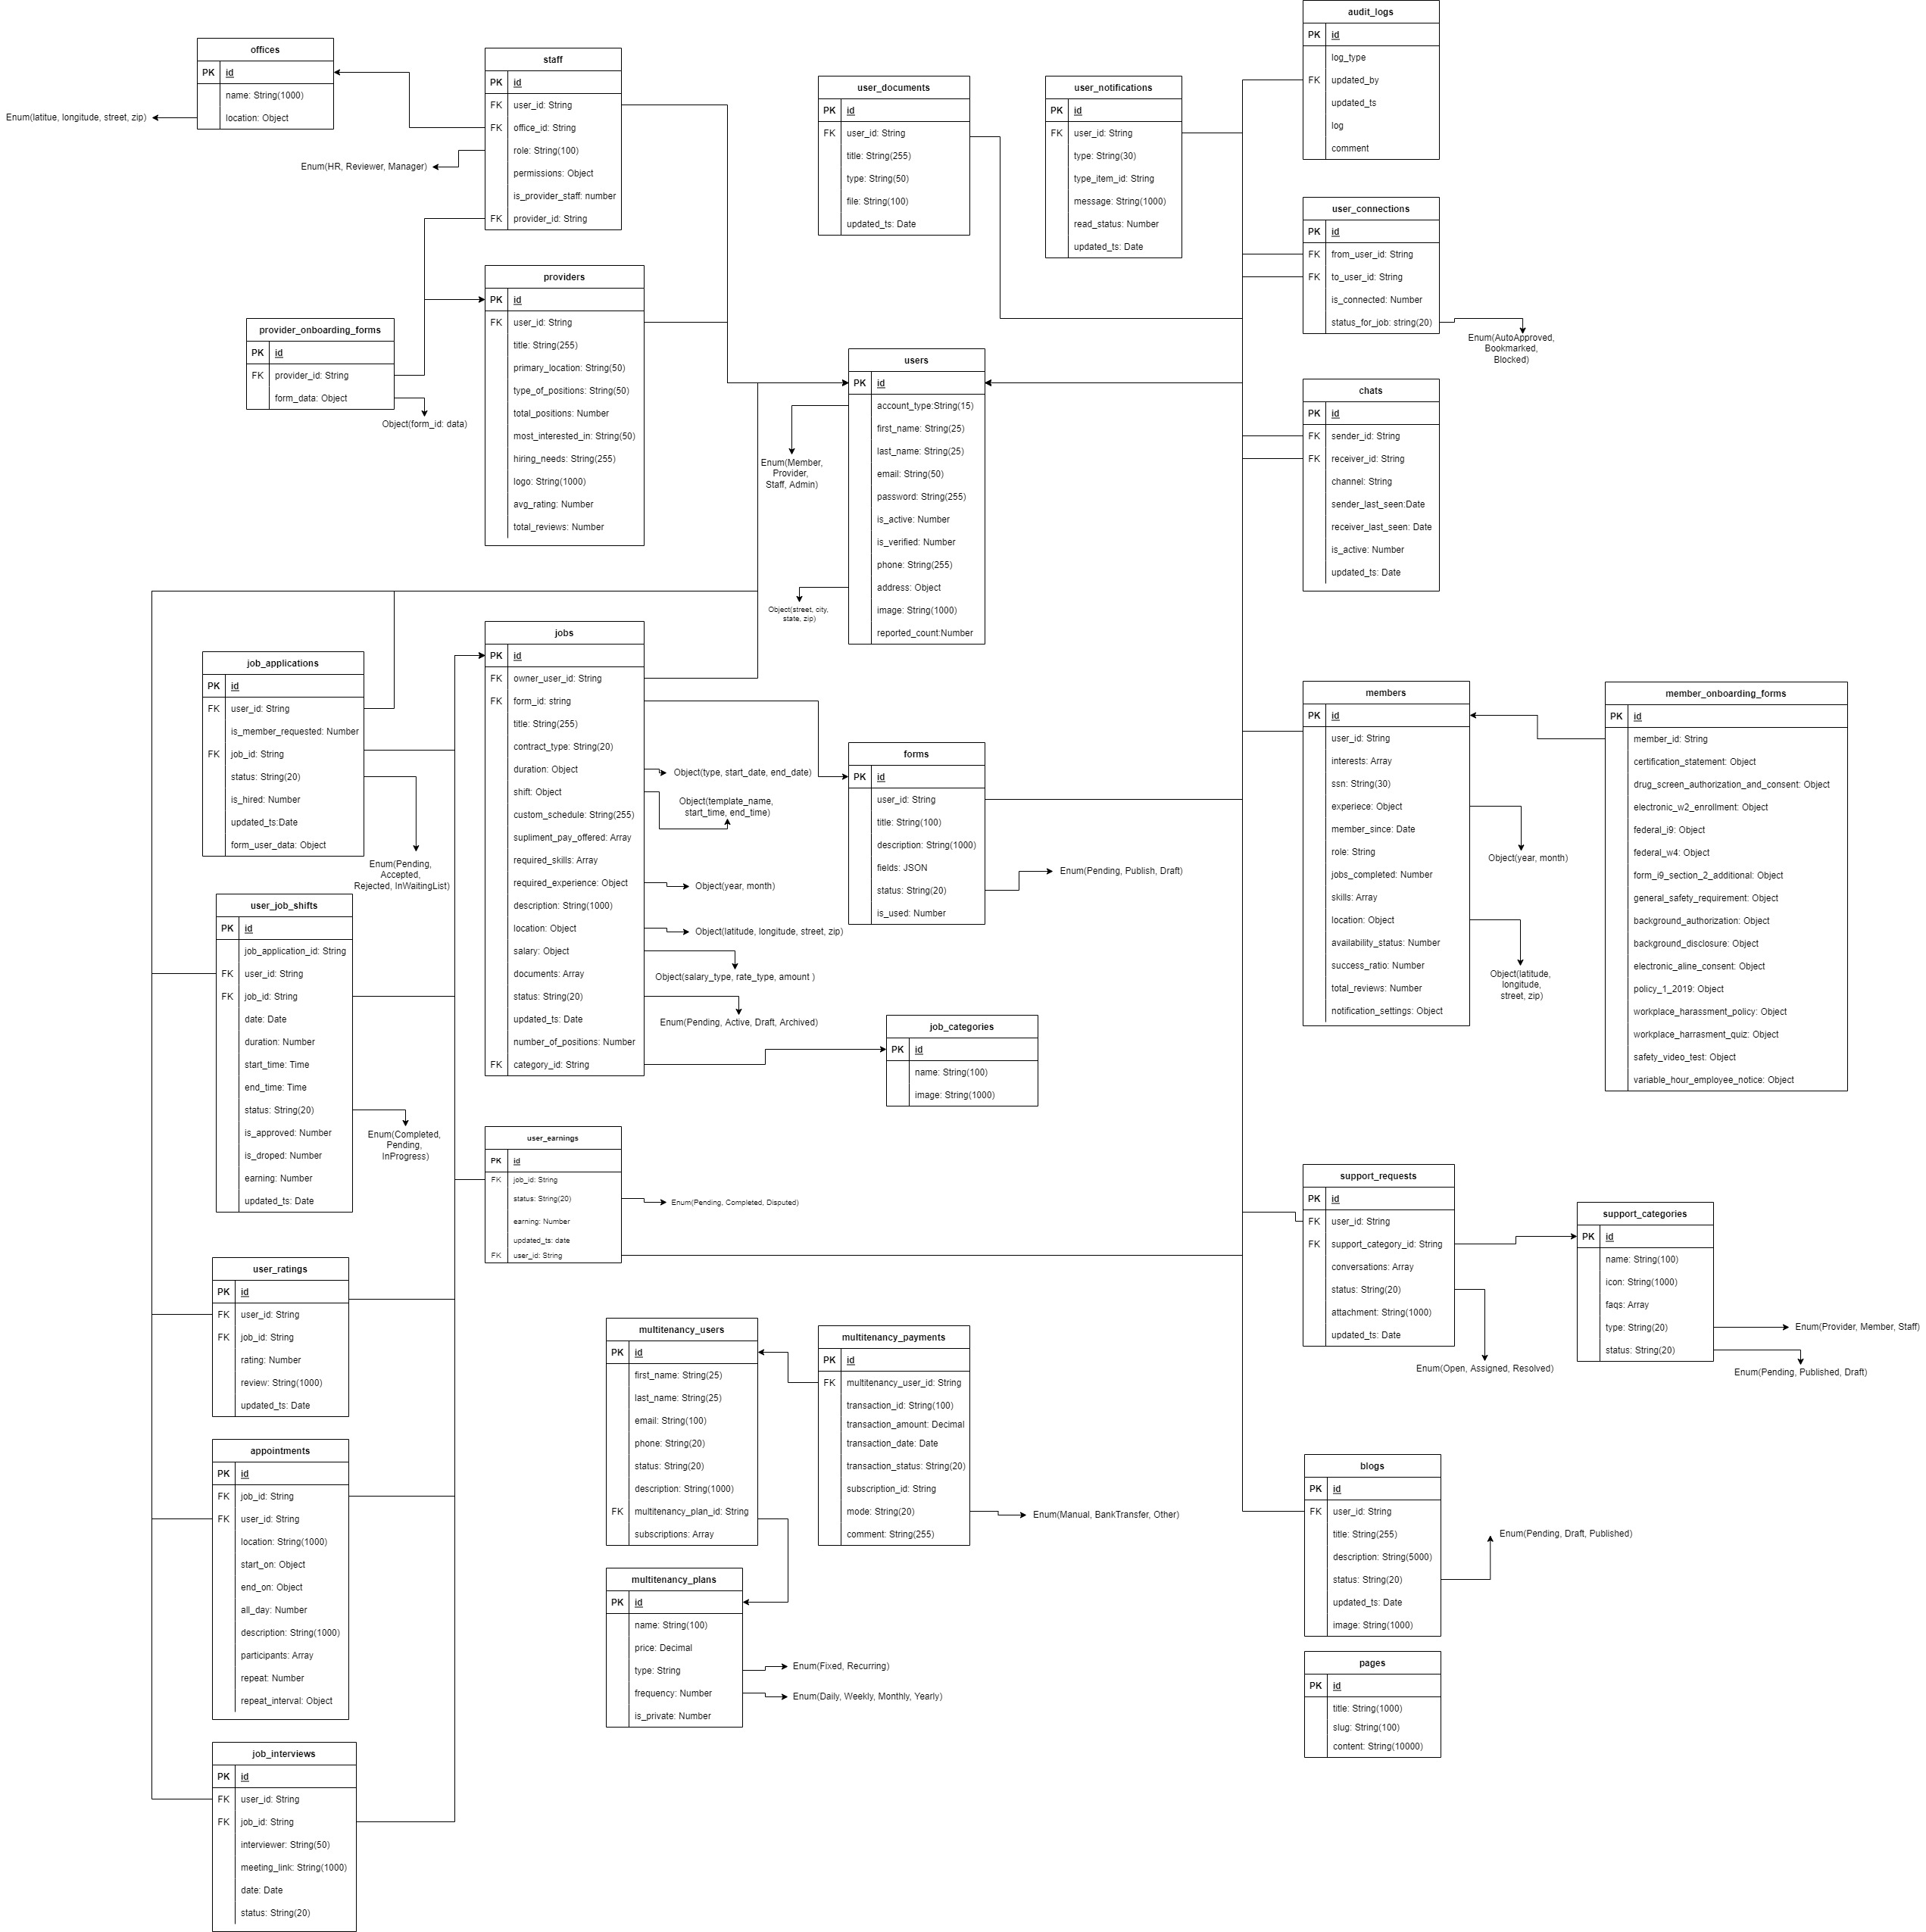 offices
PK id
name: String(1000)
location: Object
Enum(latitue, longitude, street, zip)
staff
PK id
FK user_id: String
FK office_id: String
role: String(100)
permissions: Object
is_provider_staff: number
FK provider_id: String
Enum(HR, Reviewer, Manager)
providers
PK id
FK user_id: String
title: String(255)
primary_location: String(50)
type_of_positions: String(50)
total_positions: Number
most_interested_in: String(50)
hiring_needs: String(255)
logo: String(1000)
avg_rating: Number
total_reviews: Number
provider_onboarding_forms
PK id
FK provider_id: String
form_data: Object
Object(form_id: data)
user_documents
PK id
FK user_id: String
title: String(255)
type: String(50)
file: String(100)
updated_ts: Date
user_notifications
PK id
FK user_id: String
type: String(30)
type_item_id: String
message: String(1000)
read_status: Number
updated_ts: Date
audit_logs
PK id
log_type
FK updated_by
updated_ts
log
comment
user_connections
PK id
FK from_user_id: String
FK to_user_id: String
is_connected: Number
status_for_job: string(20)
Enum(AutoApproved,
Bookmarked,
Blocked)
users
PK id
account_type:String(15)
first_name: String(25)
last_name: String(25)
email: String(50)
password: String(255)
is_active: Number
is_verified: Number
phone: String(255)
address: Object
image: String(1000)
reported_count:Number
Enum(Member,
Provider,
Staff, Admin)
Object(street, city,
state, zip)
chats
PK id
FK sender_id: String
FK receiver_id: String
channel: String
sender_last_seen:Date
receiver_last_seen: Date
is_active: Number
updated_ts: Date
job_applications
PK id
FK user_id: String
is_member_requested: Number
FK job_id: String
status: String(20)
is_hired: Number
updated_ts:Date
form_user_data: Object
Enum(Pending,
Accepted,
Rejected, InWaitingList)
jobs
PK id
FK owner_user_id: String
FK form_id: string
title: String(255)
contract_type: String(20)
duration: Object
shift: Object
custom_schedule: String(255)
supliment_pay_offered: Array
required_skills: Array
required_experience: Object
description: String(1000)
location: Object
salary: Object
documents: Array
status: String(20)
updated_ts: Date
number_of_positions: Number
FK category_id: String
Object(type, start_date, end_date)
Object(template_name,
start_time, end_time)
Object(year, month)
Object(latitude, longitude, street, zip)
Object(salary_type, rate_type, amount )
Enum(Pending, Active, Draft, Archived)
forms
PK id
user_id: String
title: String(100)
description: String(1000)
fields: JSON
status: String(20)
is_used: Number
Enum(Pending, Publish, Draft)
members
PK id
user_id: String
interests: Array
ssn: String(30)
experiece: Object
member_since: Date
role: String
jobs_completed: Number
skills: Array
location: Object
availability_status: Number
success_ratio: Number
total_reviews: Number
notification_settings: Object
Object(year, month)
Object(latitude,
longitude,
street, zip)
member_onboarding_forms
PK id
member_id: String
certification_statement: Object
drug_screen_authorization_and_consent: Object
electronic_w2_enrollment: Object
federal_i9: Object
federal_w4: Object
form_i9_section_2_additional: Object
general_safety_requirement: Object
background_authorization: Object
background_disclosure: Object
electronic_aline_consent: Object
policy_1_2019: Object
workplace_harassment_policy: Object
workplace_harrasment_quiz: Object
safety_video_test: Object
variable_hour_employee_notice: Object
user_job_shifts
PK id
job_application_id: String
FK user_id: String
FK job_id: String
date: Date
duration: Number
start_time: Time
end_time: Time
status: String(20)
is_approved: Number
is_droped: Number
earning: Number
updated_ts: Date
Enum(Completed,
Pending,
InProgress)
job_categories
PK id
name: String(100)
image: String(1000)
user_earnings
PK id
FK job_id: String
status: String(20)
earning: Number
updated_ts: date
FK user_id: String
Enum(Pending, Completed, Disputed)
support_requests
PK id
FK user_id: String
FK support_category_id: String
conversations: Array
status: String(20)
attachment: String(1000)
updated_ts: Date
Enum(Open, Assigned, Resolved)
support_categories
PK id
name: String(100)
icon: String(1000)
faqs: Array
type: String(20)
status: String(20)
Enum(Provider, Member, Staff)
Enum(Pending, Published, Draft)
user_ratings
PK id
FK user_id: String
FK job_id: String
rating: Number
review: String(1000)
updated_ts: Date
multitenancy_users
PK id
first_name: String(25)
last_name: String(25)
email: String(100)
phone: String(20)
status: String(20)
description: String(1000)
FK multitenancy_plan_id: String
subscriptions: Array
multitenancy_payments
PK id
FK multitenancy_user_id: String
transaction_id: String(100)
transaction_amount: Decimal
transaction_date: Date
transaction_status: String(20)
subscription_id: String
mode: String(20)
comment: String(255)
Enum(Manual, BankTransfer, Other)
appointments
PK id
FK job_id: String
FK user_id: String
location: String(1000)
start_on: Object
end_on: Object
all_day: Number
description: String(1000)
participants: Array
repeat: Number
repeat_interval: Object
multitenancy_plans
PK id
name: String(100)
price: Decimal
type: String
frequency: Number
is_private: Number
Enum(Fixed, Recurring)
Enum(Daily, Weekly, Monthly, Yearly)
blogs
PK id
FK user_id: String
title: String(255)
description: String(5000)
status: String(20)
updated_ts: Date
image: String(1000)
Enum(Pending, Draft, Published)
pages
PK id
title: String(1000)
slug: String(100)
content: String(10000)
job_interviews
PK id
FK user_id: String
FK job_id: String
interviewer: String(50)
meeting_link: String(1000)
date: Date
status: String(20)